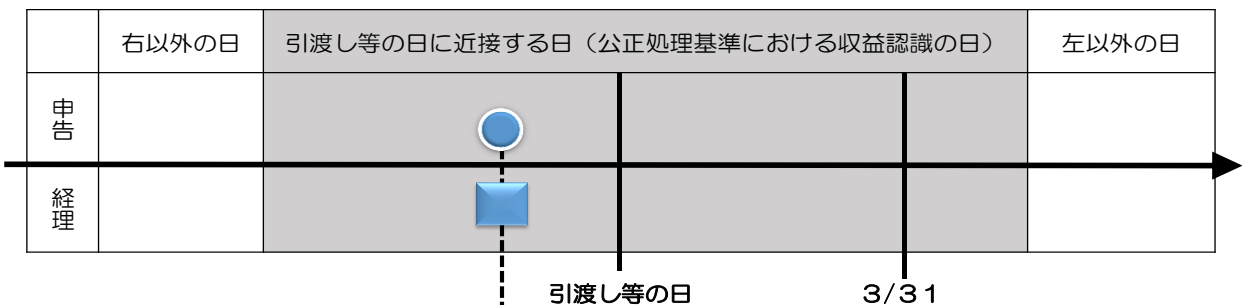 右以外の日
引渡し等の日に近接する日（公正処理基準における収益認識の日）
左以外の日
申告
経理
引渡し等の日
3/31